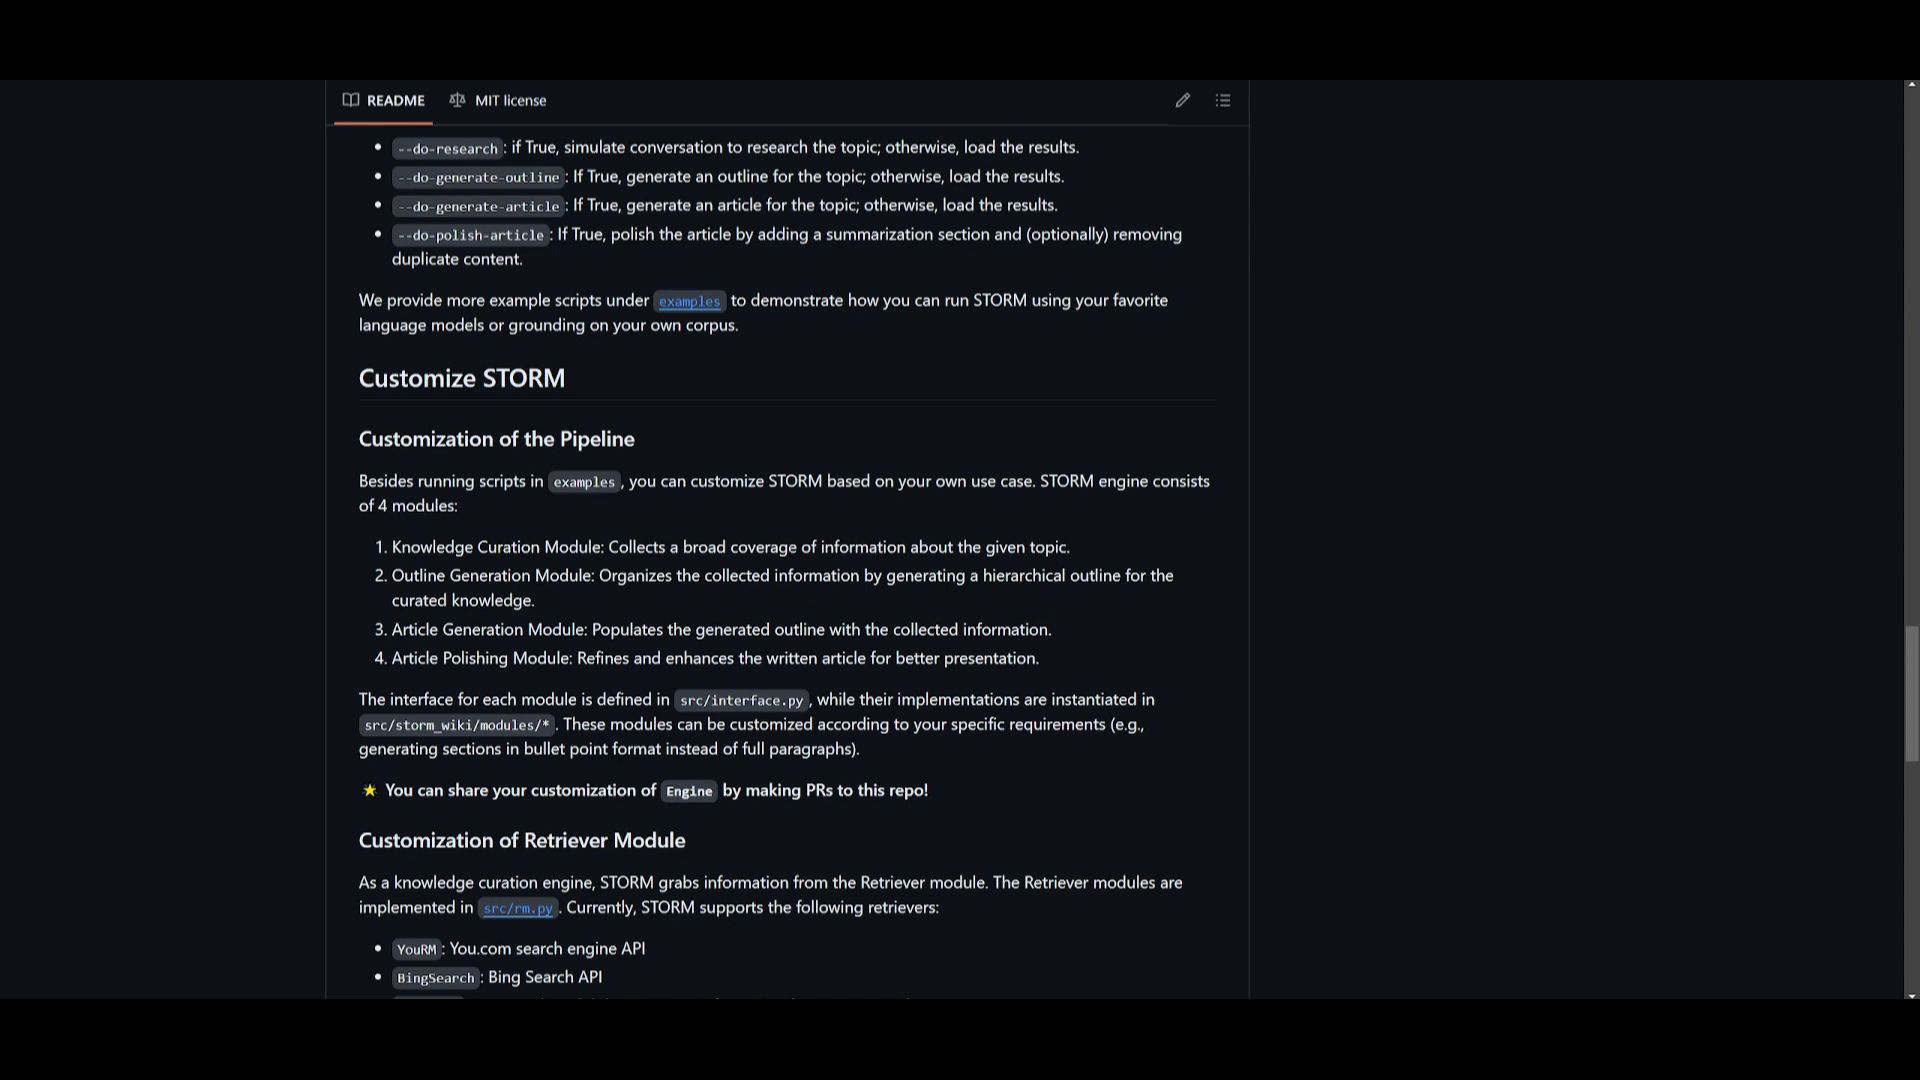 README MIT license
--do-research: if True, simulate conversation to research the topic; otherwise, load the results.
--do-generate-outline: If True, generate an outline for the topic; otherwise, load the results.
--do-generate-article: If True, generate an article for the topic; otherwise, load the results.
--do-polish-article: If True, polish the article by adding a summarization section and (optionally) removing
duplicate content.
We provide more example scripts under examples to demonstrate how you can run STORM using your favorite
language models or grounding on your own corpus.
Customize STORM
Customization of the Pipeline
Besides running scripts in examples, you can customize STORM based on your own use case. STORM engine consists
of 4 modules:
1. Knowledge Curation Module: Collects a broad coverage of information about the given topic.
2. Outline Generation Module: Organizes the collected information by generating a hierarchical outline for the
curated knowledge.
3. Article Generation Module: Populates the generated outline with the collected information.
4. Article Polishing Module: Refines and enhances the written article for better presentation.
The interface for each module is defined in src/interface.py, while their implementations are instantiated in
src/storm_wiki/modules/*. These modules can be customized according to your specific requirements (e.g.,
generating sections in bullet point format instead of full paragraphs).
You can share your customization of Engine by making PRs to this repo!
Customization of Retriever Module
As a knowledge curation engine, STORM grabs information from the Retriever module. The Retriever modules are
implemented in src/rm.py. Currently, STORM supports the following retrievers:
YouRM: You.com search engine API
BingSearch: Bing Search API